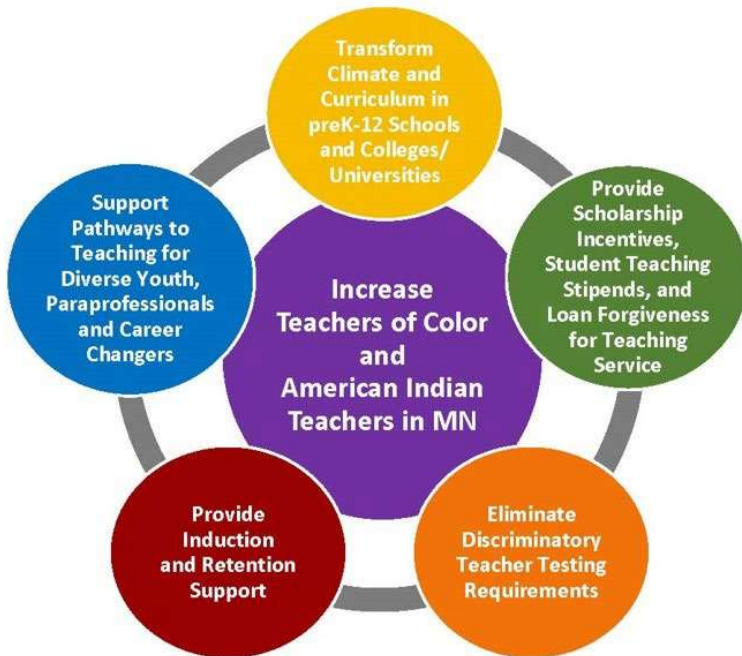 Transform
Climate and
Curriculum in
preK-12 Schools
and Colleges/
Universities
Provide
Scholarship
Incentives,
Student Teaching
Stipends, and
Loan Forgiveness
for Teaching
Service
Eliminate
Discriminatory
Teacher Testing
Requirements
Provide
Induction
and Retention
Support
Support
Pathways to
Teaching for
Diverse Youth,
Paraprofessionals
and Career
Changers
Increase
Teachers of Color
and
American Indian
Teachers in MN